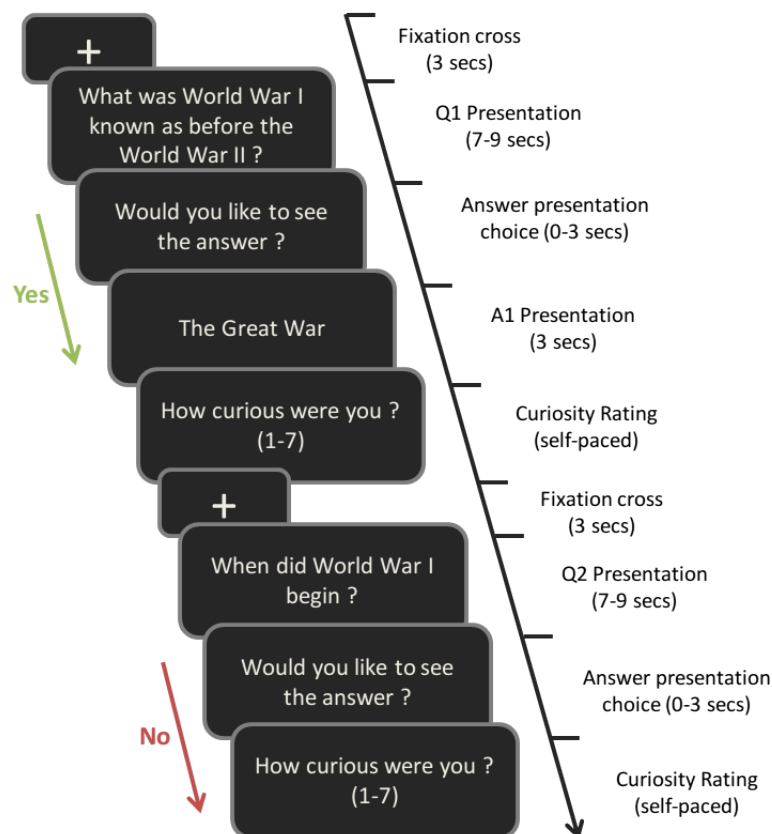 +
Fixation cross
(3 secs)
What was World War I
known as before the
World War II ?
Q1 Presentation
(7-9 secs)
Would you like to see
the answer ?
Answer presentation
choice (0-3 secs)
Yes
The Great War
A1 Presentation
(3 secs)
How curious were you ?
(1-7)
Curiosity Rating
(self-paced)
+
Fixation cross
(3 secs)
When did World War I
begin ?
Q2 Presentation
(7-9 secs)
Would you like to see
the answer ?
Answer presentation
choice (0-3 secs)
No
How curious were you ?
(1-7)
Curiosity Rating
(self-paced)